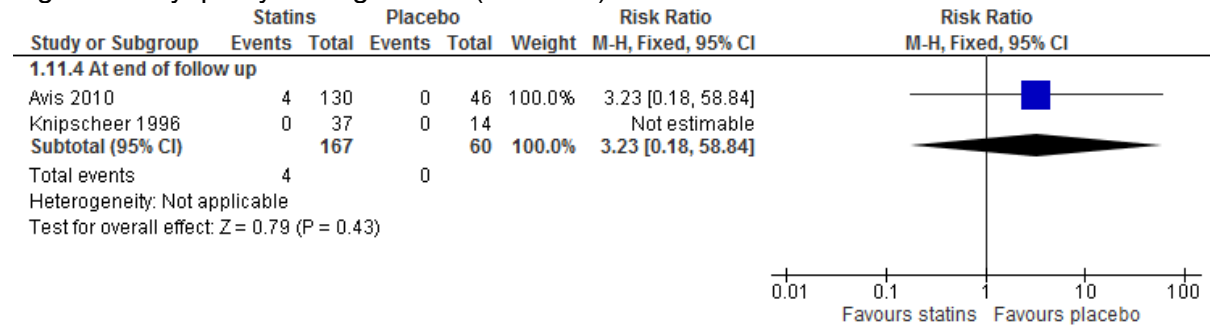 Statins Placebo Risk Ratio Risk Ratio
Study or Subgroup Events Total Events Total Weight M-H, Fixed, 95% CI M-H, Fixed, 95% CI
1.11.4 At end of follow up
Avis 2010 4 130 0 46 100.0% 3.23 [0.18, 58.84]
Knipscheer 1996 0 37 0 14 Not estimable
Subtotal (95% CI) 167 60 100.0% 3.23 [0.18, 58.84]
Total events 4 0
Heterogeneity: Not applicable
Test for overall effect: Z = 0.79 (P = 0.43)
0.01 0.1 1 10 100
Favours statins Favours placebo